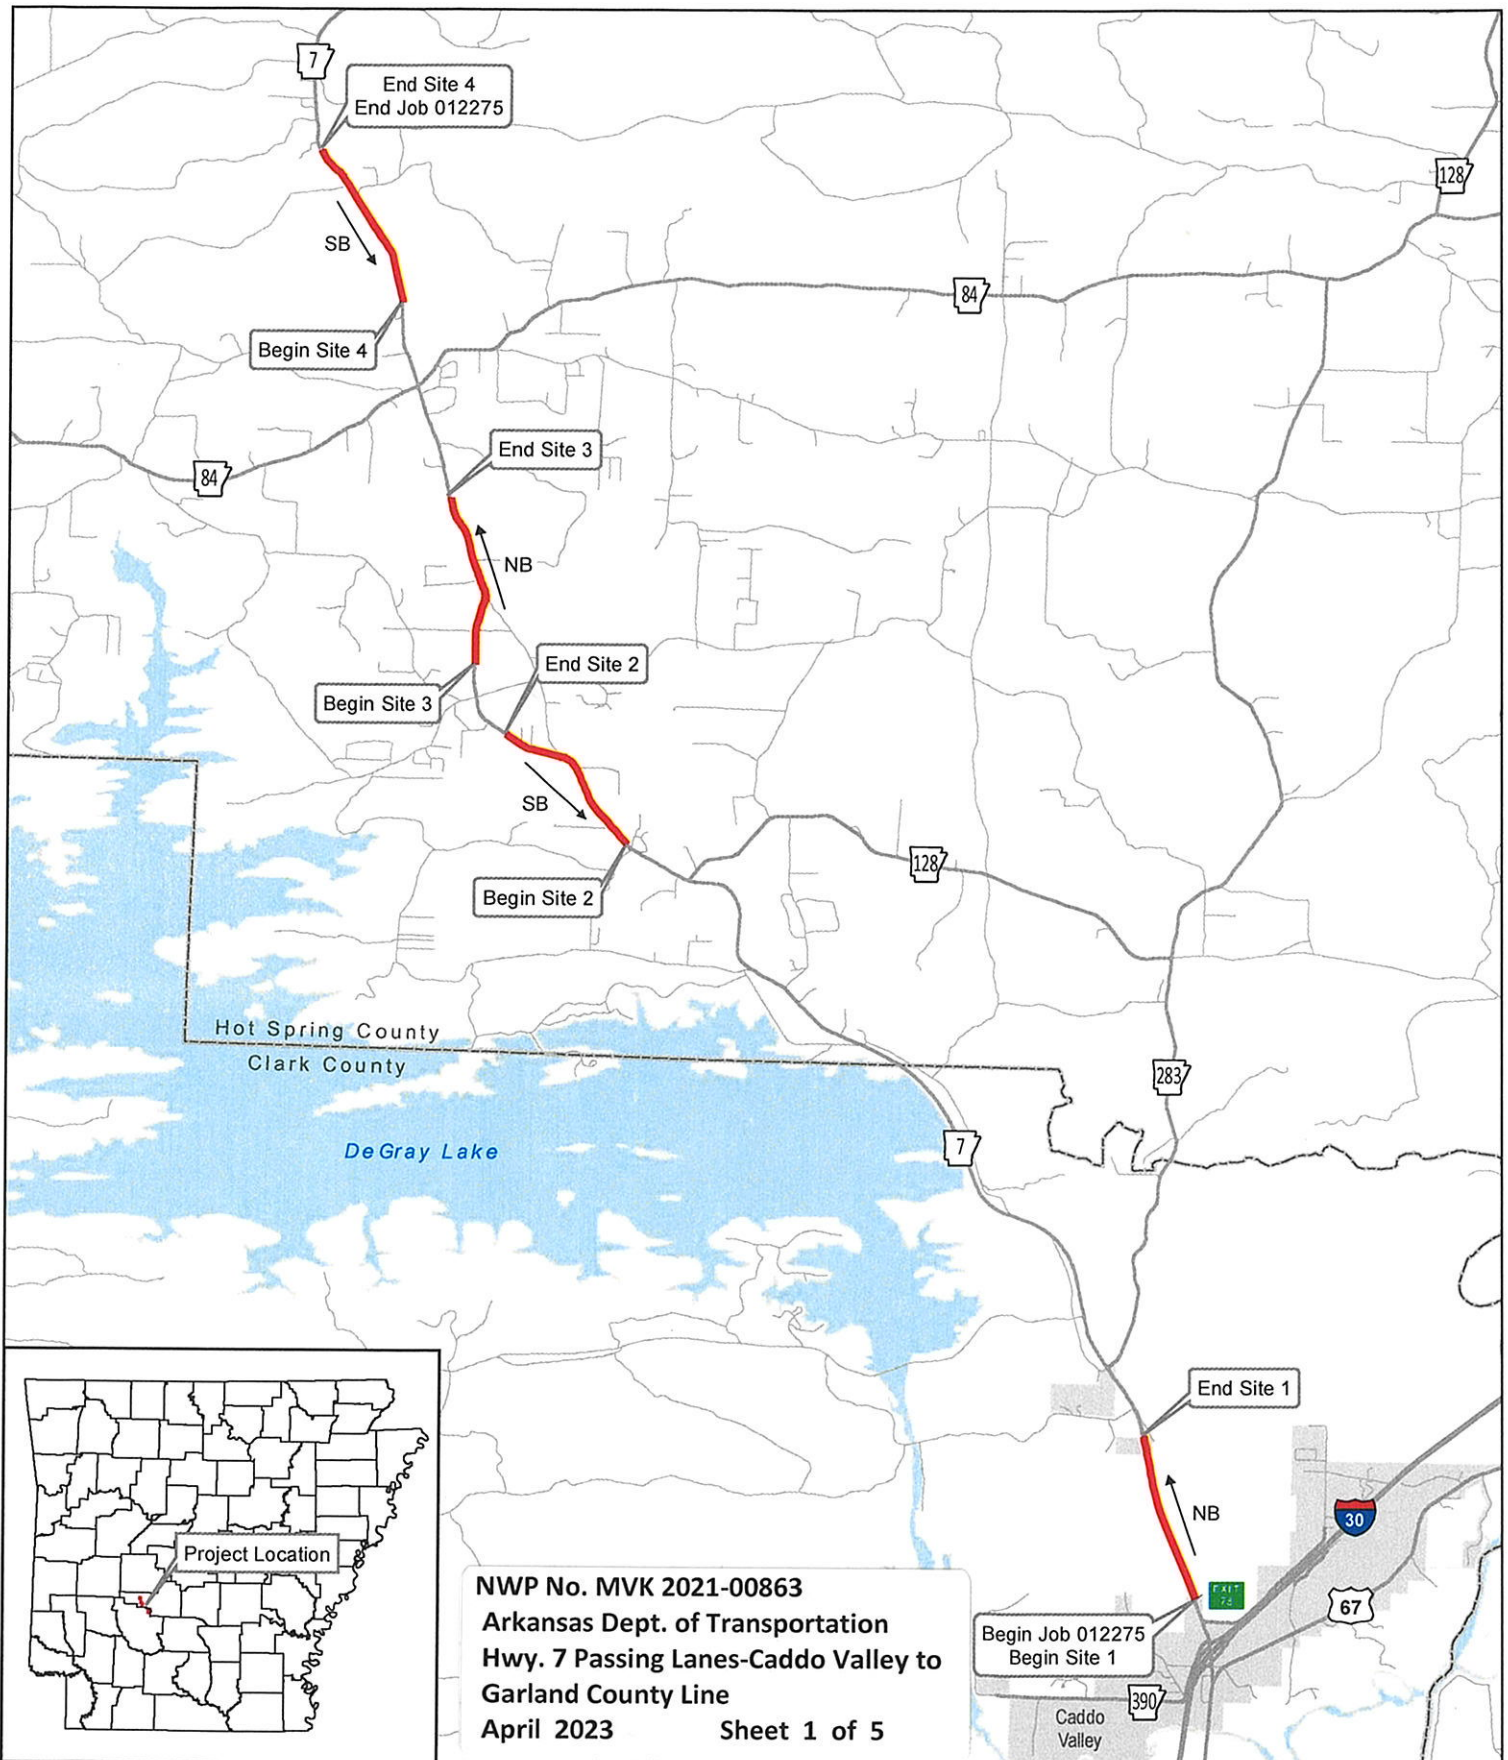 7
End Site 4
End Job 012275
128
SB
84
Begin Site 4
End Site 3
84
NB
End Site 2
Begin Site 3
SB
128
Begin Site 2
Hot Spring County
Clark County
283
7
DeGray Lake
End Site 1
30
NB
Project Location
EXIT
67
NWP No. MVK 2021-00863
Arkansas Dept. of Transportation
Hwy. 7 Passing Lanes-Caddo Valley to
Garland County Line
April 2023 Sheet 1 of 5
Begin Job 012275
Begin Site 1
390
Caddo
Valley